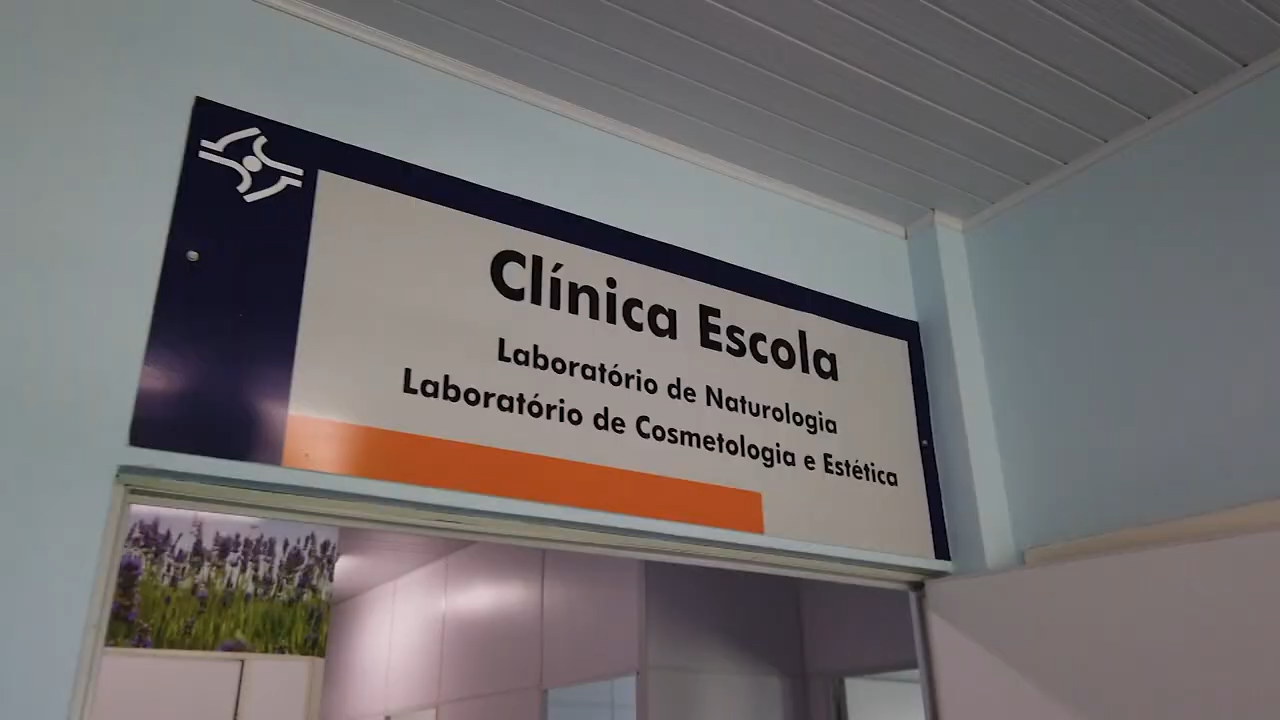 Clínica Escola
Laboratório de Naturologia
Laboratório de Cosmetologia e Estética